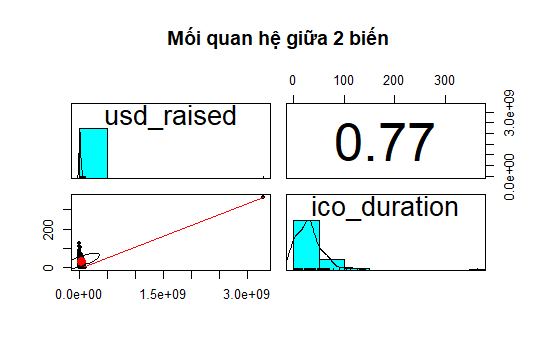 Mối quan hệ giữa 2 biến
0 100 200 300
usd_raised
0.77
0.0e+00 3.0e+09
0 200
ico_duration
0.0e+00 1.5e+09 3.0e+09